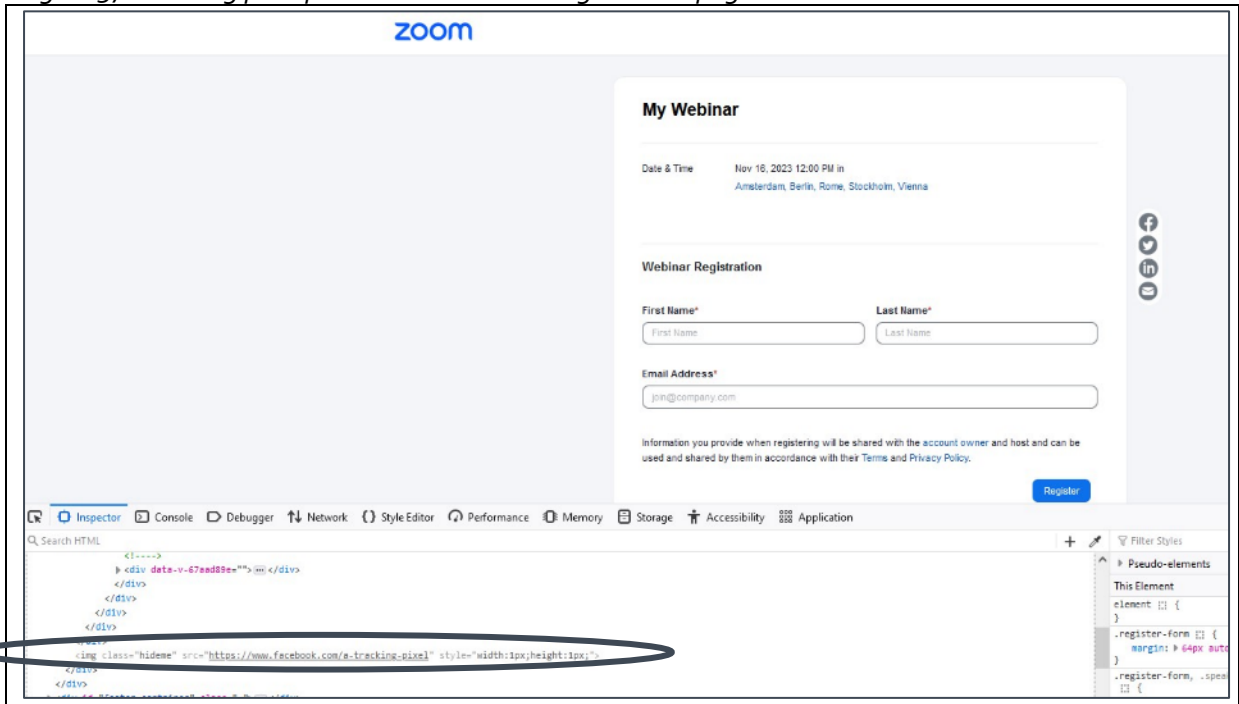 zoom
My Webinar
Date & Time Nov 16, 2023 12:00 PM in
Amsterdam, Berlin, Rome, Stockholm, Vienna
Webinar Registration
First Name* Last Name*
First Name Last Name
Email Address*
join@company.com
Information you provide when registering will be shared with the account owner and host and can be
used and shared by them in accordance with their Terms and Privacy Policy.
Register
Inspector Console Debugger Network {} Style Editor Performance Memory Storage Accessibility Application
Search HTML + Filter Styles
<!---->
<div data-v-67aad89e=""> </div>
</div>
</div>
</div>
</div>
</div>
<img class="hideme" src="https://www.facebook.com/a-tracking-pixel" style="width:1px;height:1px;">
</div>
</div>
Pseudo-elements
This Element
element {
}
.register-form {
margin: 64px auto
}
.register-form, .spea
{